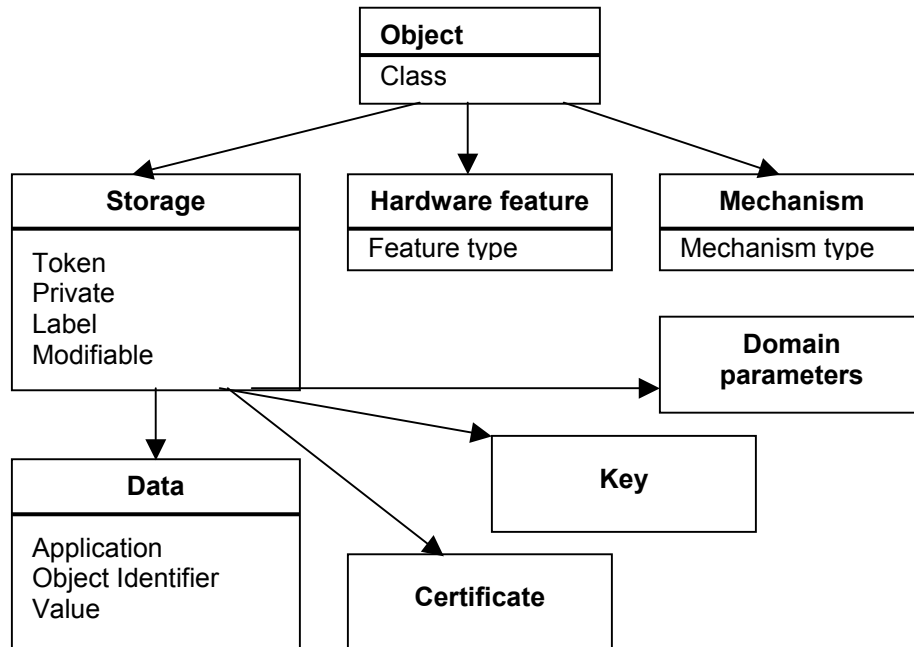 Object
Class
Storage
Token
Private
Label
Modifiable
Hardware feature
Feature type
Mechanism
Mechanism type
Domain
parameters
Key
Data
Application
Object Identifier
Value
Certificate